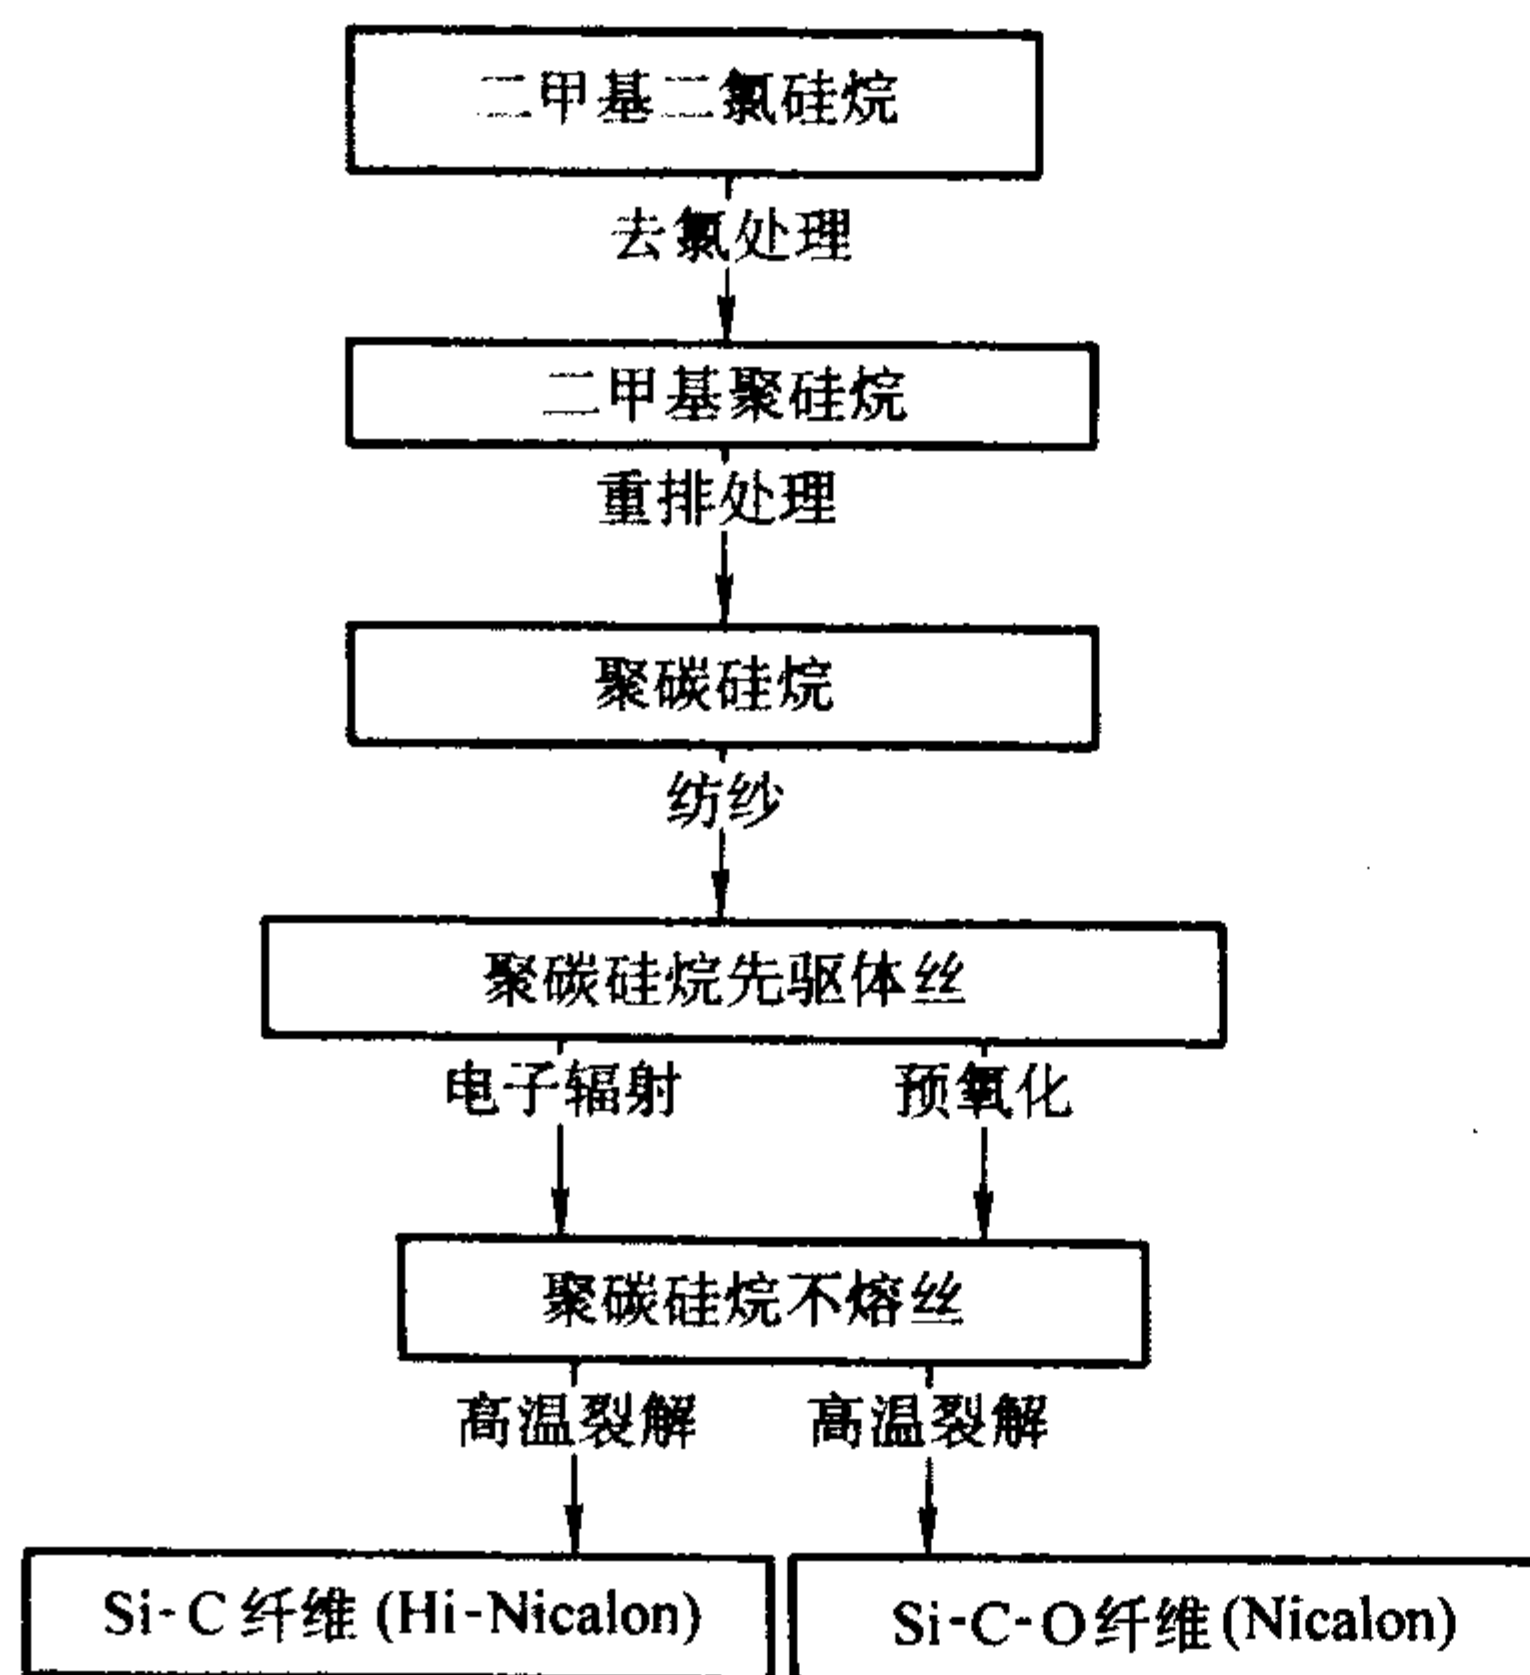 二甲基二氯硅烷
去氯处理
二甲基聚硅烷
重排处理
聚碳硅烷
纺纱
聚碳硅烷先驱体丝
电子辐射 预氧化
聚碳硅烷不熔丝
高温裂解 高温裂解
Si-C纤维(Hi-Nicalon) Si-C-O纤维(Nicalon)